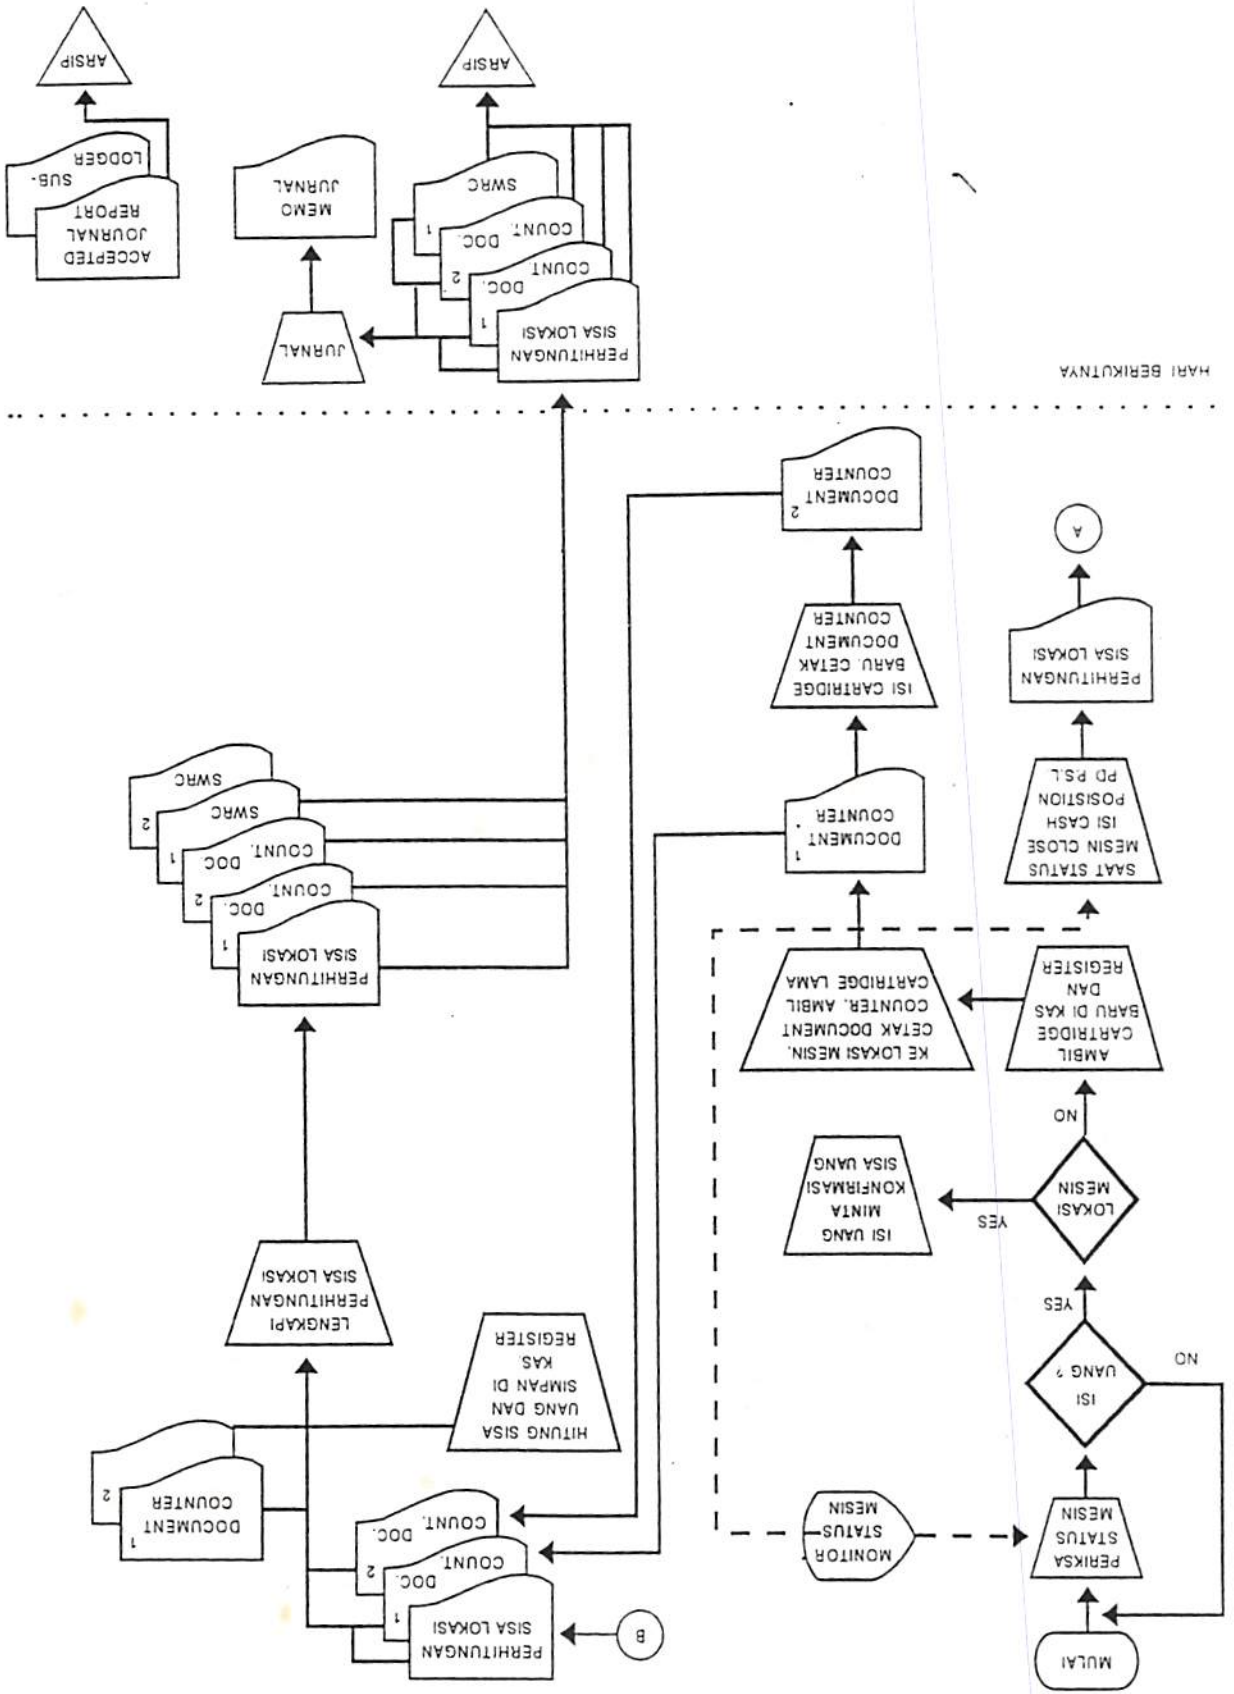 MULAI
PERIKSA
STATUS
MESIN
MONITOR
STATUS
MESIN
ISI
UANG ?
NO
YES
LOKASI
MESIN
YES
NO
ISI UANG
MINTA
KONFIRMASI
SISA UANG
AMBIL
CARTRIDGE
BARU DI KAS
DAN
REGISTER
KE LOKASI MESIN.
CETAK DOCUMENT
COUNTER. AMBIL
CARTRIDGE LAMA
SAAT STATUS
MESIN CLOSE
ISI CASH
POSISTION
PD P.S.L
PERHITUNGAN
SISA LOKASI
A
1
DOCUMENT
COUNTER
ISI CARTRIDGE
BARU. CETAK
DOCUMENT
COUNTER
2
DOCUMENT
COUNTER
B
PERHITUNGAN
SISA LOKASI
1
DOC.
COUNT.
2
DOC.
COUNT.
1
DOCUMENT
COUNTER
2
HITUNG SISA
UANG DAN
SIMPAN DI
KAS.
REGISTER
LENGKAPI
PERHITUNGAN
SISA LOKASI
PERHITUNGAN
SISA LOKASI
1
DOC.
COUNT.
2
DOC.
COUNT.
1
SWRC
2
SWRC
HARI BERIKUTNYA
PERHITUNGAN
SISA LOKASI
1
DOC.
COUNT.
2
DOC.
COUNT.
1
SWRC
ARSIP
JURNAL
MEMO
JURNAL
ACCEPTED
JOURNAL
REPORT
SUB-
LODGER
ARSIP